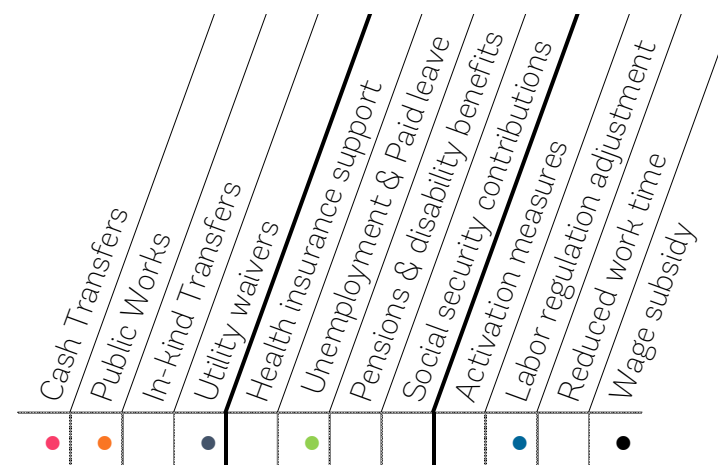 Cash Transfers
Public Works
In-kind Transfers
Utility waivers
Health insurance support
Unemployment & Paid leave
Pensions & disability benefits
Social security contributions
Activation measures
Labor regulation adjustment
Reduced work time
Wage subsidy